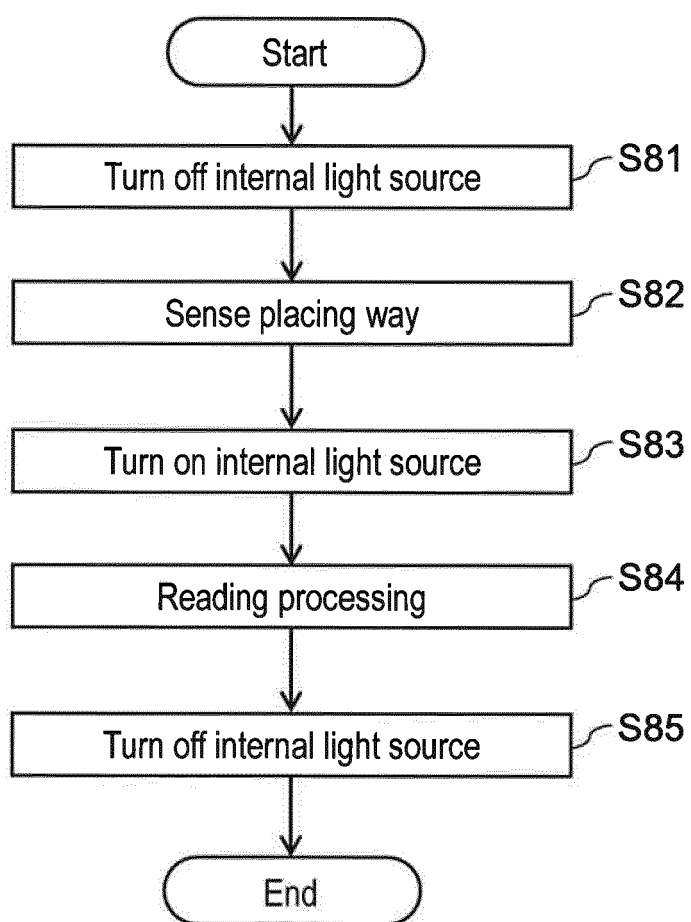 Start
Turn off internal light source
S81
Sense placing way
S82
Turn on internal light source
S83
Reading processing
S84
Turn off internal light source
S85
End